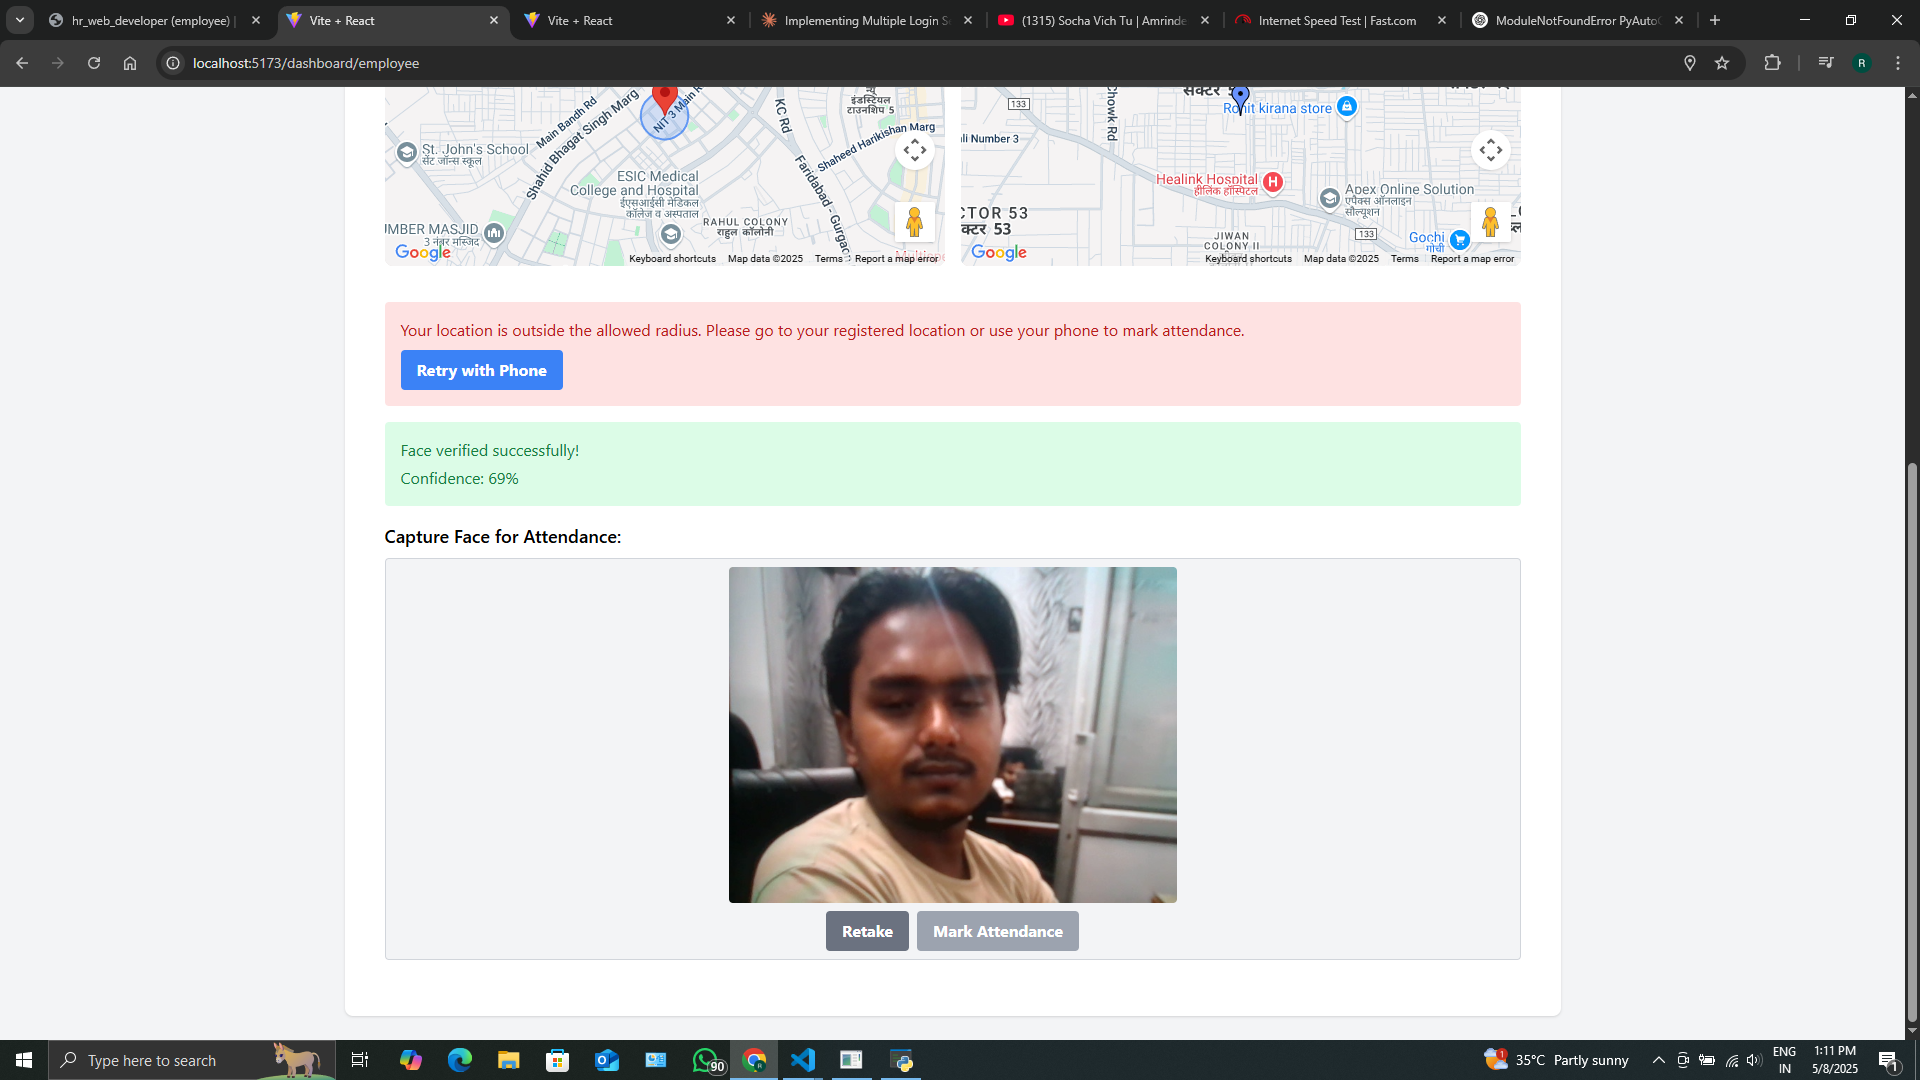 hr_web_developer (employee) |
Vite + React
Vite + React
Implementing Multiple Login S
(1315) Socha Vich Tu | Amrinde
Internet Speed Test | Fast.com
ModuleNotFoundError PyAuto
localhost:5173/dashboard/employee
R
Main Bandh Rd
Shahid Bhagat Singh Marg
NIT 3 Main R
KC Rd
इंडस्ट्रियल
टाउनशिप 5
Shaheed Harikishan Marg
St. John's School
सेंट जॉन्स स्कूल
ESIC Medical
College and Hospital
ईएसआईसी मेडिकल
कॉलेज व अस्पताल
RAHUL COLONY
राहुल कॉलोनी
Faridabad - Gurgao
UMBER MASJID
3 नंबर मस्जिद
Google
Keyboard shortcuts
Map data ©2025
Terms
Report a map error
133
Chowk Rd
सेक्टर 5
Rohit kirana store
li Number 3
Healink Hospital
हीलिंक हॉस्पिटल
H
Apex Online Solution
एपैक्स ऑनलाइन
सौल्यूशन
CTOR 53
क्टर 53
JIWAN
COLONY II
133
Gochi
गोची
Google
Keyboard shortcuts
Map data ©2025
Terms
Report a map error
Your location is outside the allowed radius. Please go to your registered location or use your phone to mark attendance.
Retry with Phone
Face verified successfully!
Confidence: 69%
Capture Face for Attendance:
Retake
Mark Attendance
Type here to search
90
1
35°C Partly sunny
ENG
IN
1:11 PM
5/8/2025
1